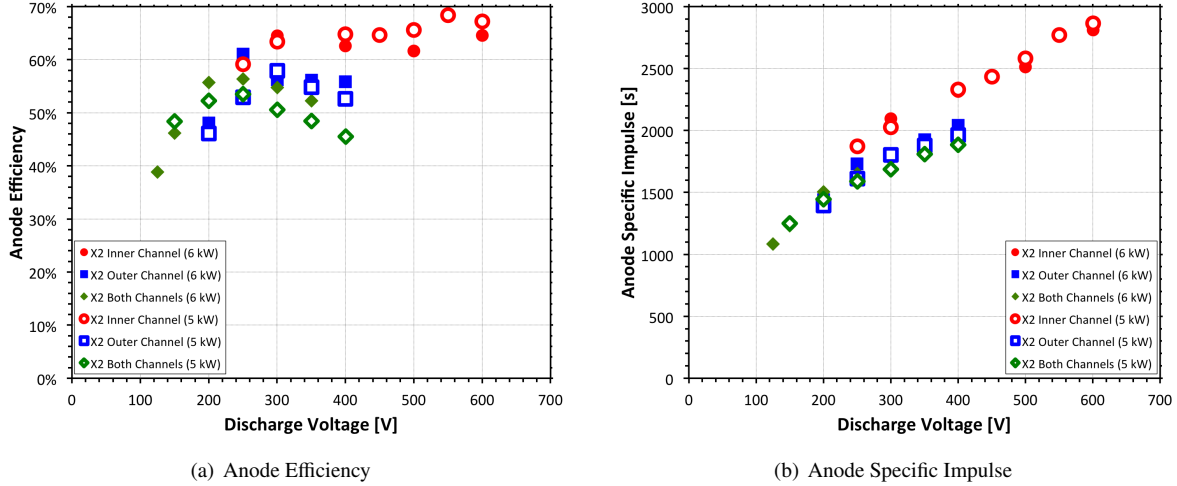 70%
60%
50%
40%
30%
20%
10%
0%
Anode Efficiency
X2 Inner Channel (6 kW)
X2 Outer Channel (6 kW)
X2 Both Channels (6 kW)
X2 Inner Channel (5 kW)
X2 Outer Channel (5 kW)
X2 Both Channels (5 kW)
0 100 200 300 400 500 600 700
Discharge Voltage [V]
(a) Anode Efficiency
3000
2500
2000
1500
1000
500
0
Anode Specific Impulse [s]
X2 Inner Channel (6 kW)
X2 Outer Channel (6 kW)
X2 Both Channels (6 kW)
X2 Inner Channel (5 kW)
X2 Outer Channel (5 kW)
X2 Both Channels (5 kW)
0 100 200 300 400 500 600 700
Discharge Voltage [V]
(b) Anode Specific Impulse